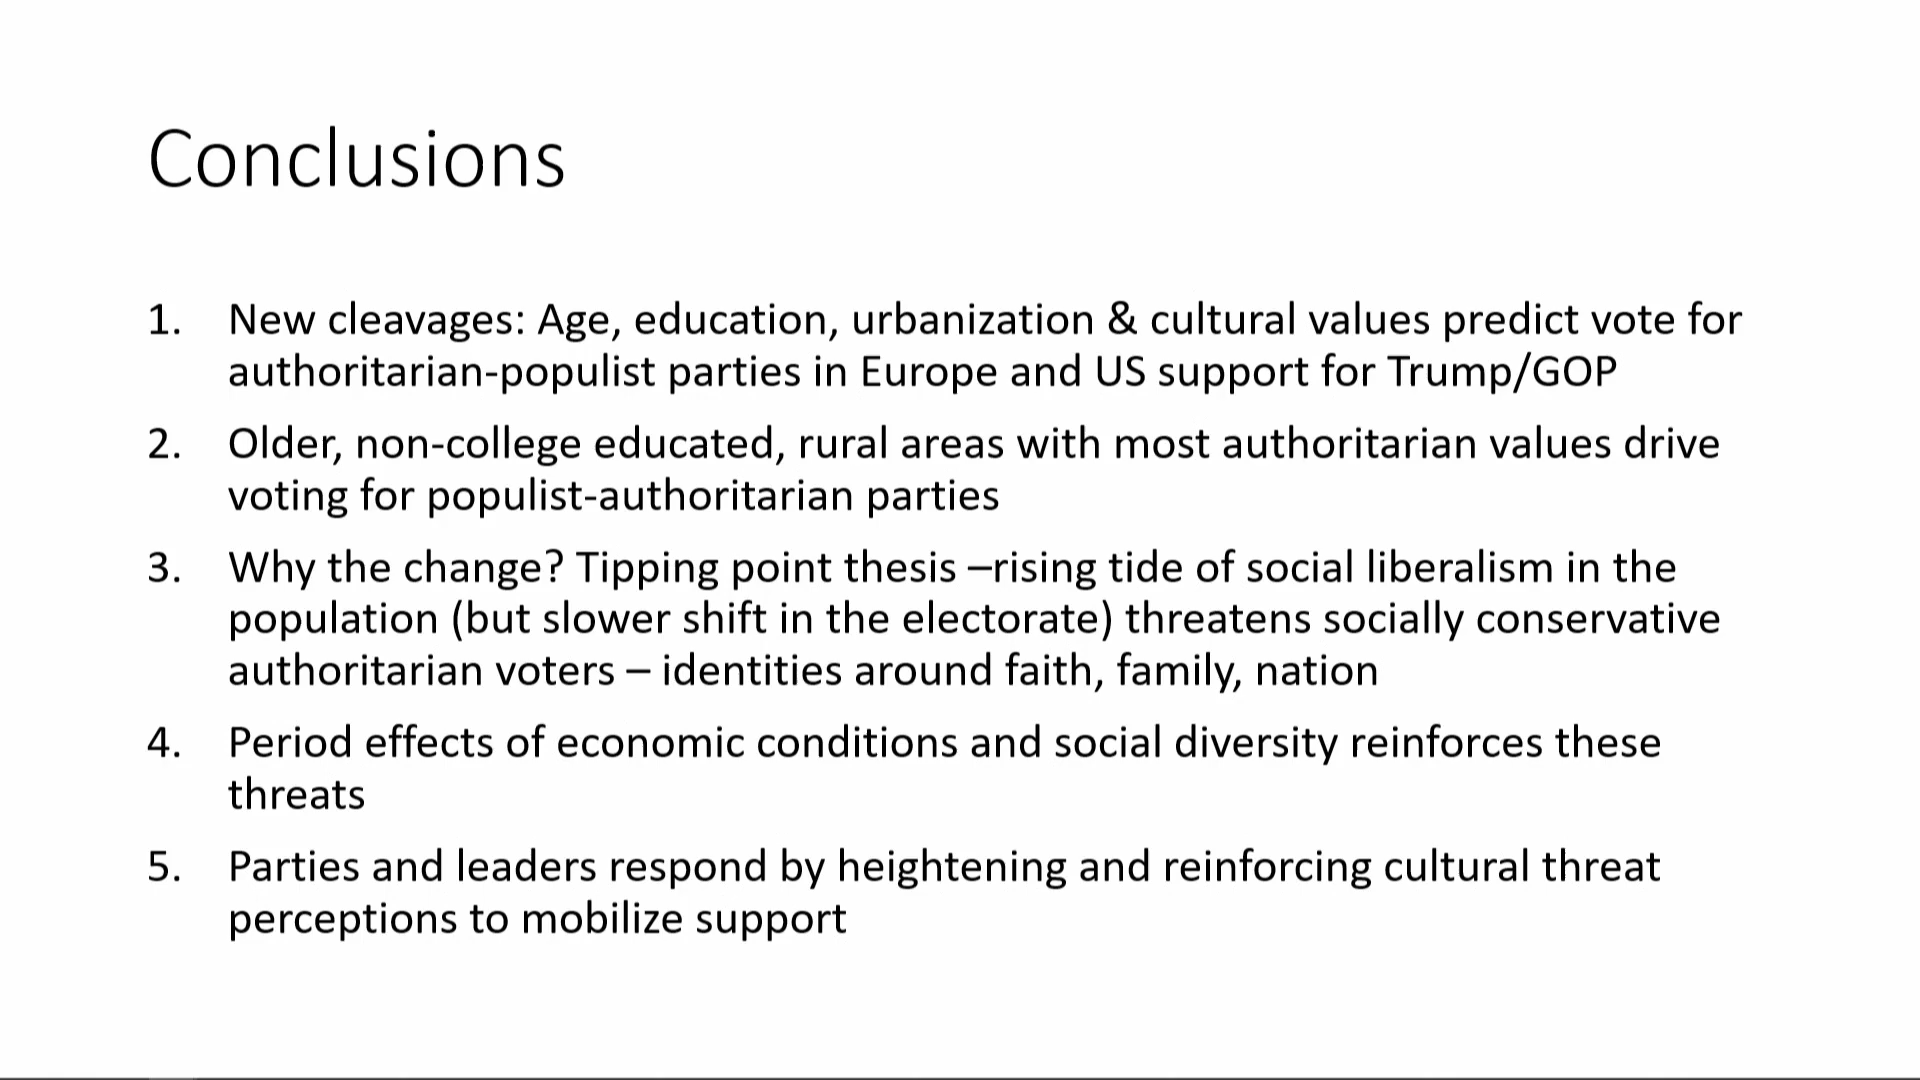 Conclusions
1. New cleavages: Age, education, urbanization & cultural values predict vote for
authoritarian-populist parties in Europe and US support for Trump/GOP
2. Older, non-college educated, rural areas with most authoritarian values drive
voting for populist-authoritarian parties
3. Why the change? Tipping point thesis –rising tide of social liberalism in the
population (but slower shift in the electorate) threatens socially conservative
authoritarian voters – identities around faith, family, nation
4. Period effects of economic conditions and social diversity reinforces these
threats
5. Parties and leaders respond by heightening and reinforcing cultural threat
perceptions to mobilize support